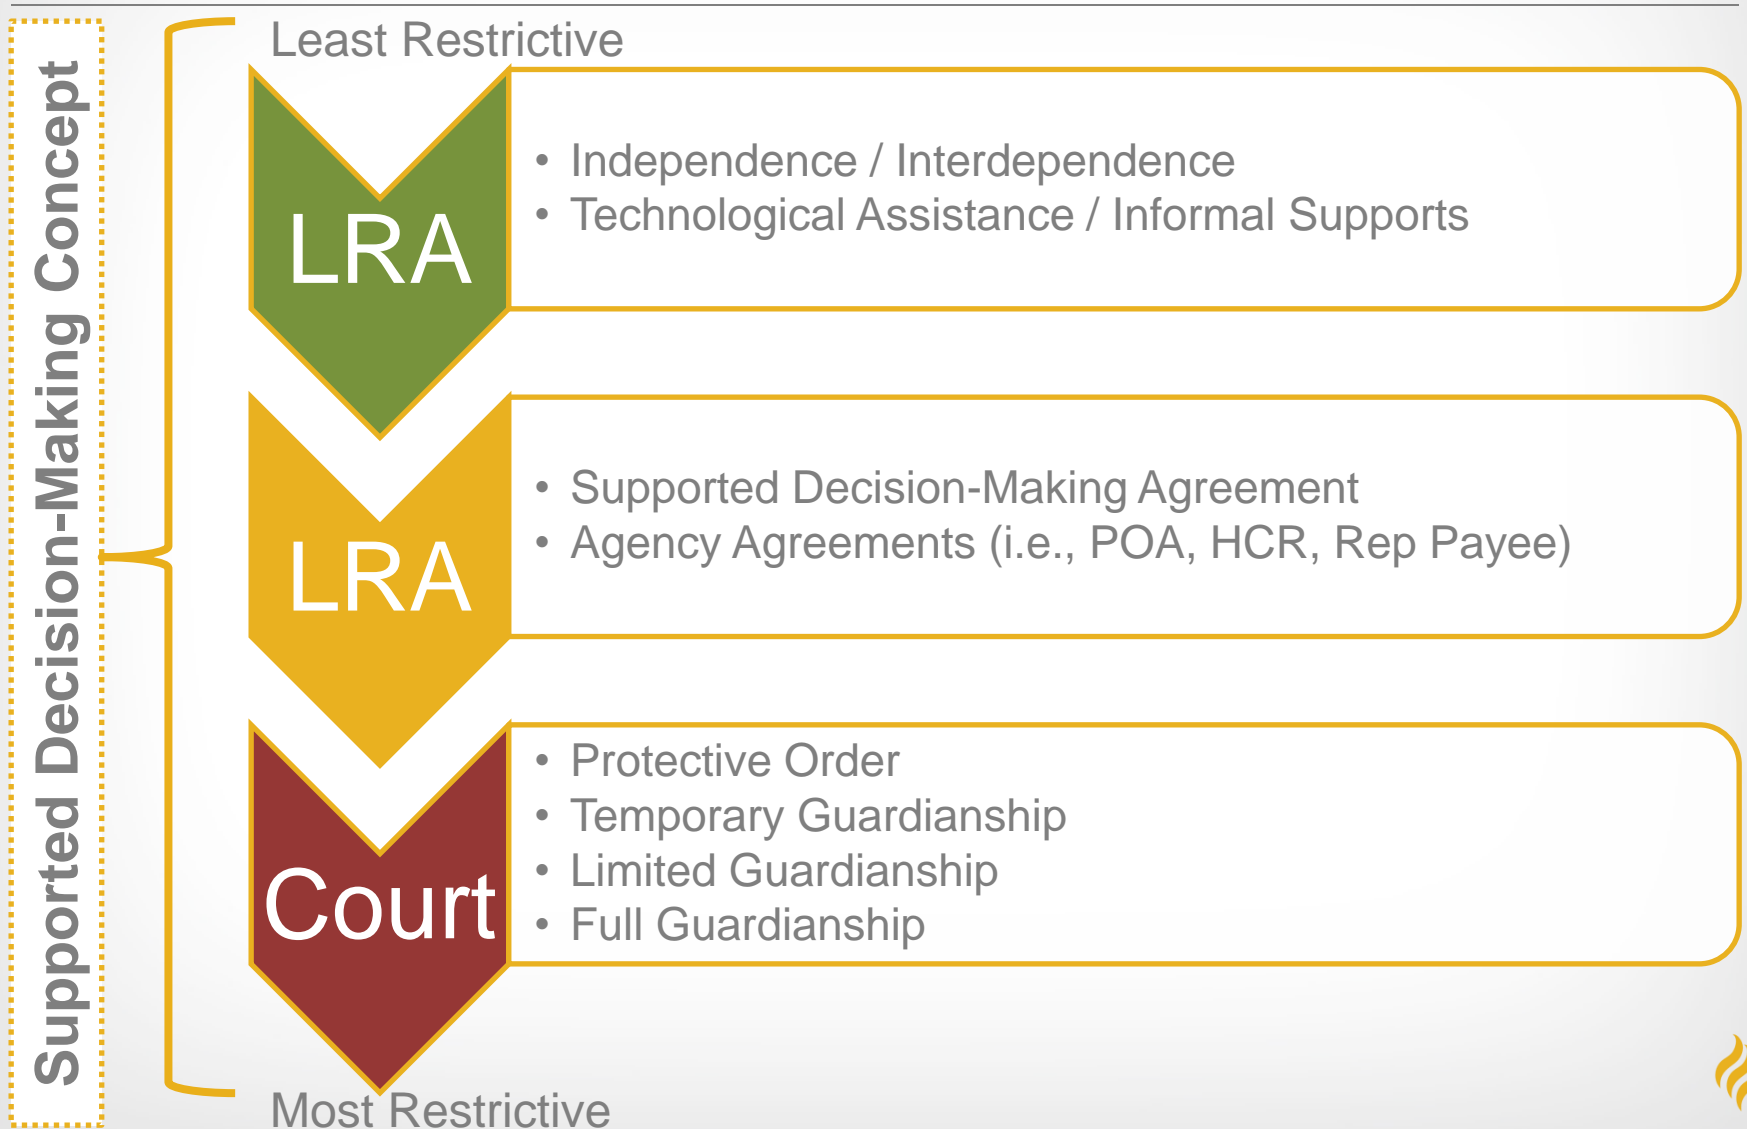 Supported Decision-Making Concept
Least Restrictive
LRA
• Independence / Interdependence
• Technological Assistance / Informal Supports
LRA
• Supported Decision-Making Agreement
• Agency Agreements (i.e., POA, HCR, Rep Payee)
Court
• Protective Order
• Temporary Guardianship
• Limited Guardianship
• Full Guardianship
Most Restrictive